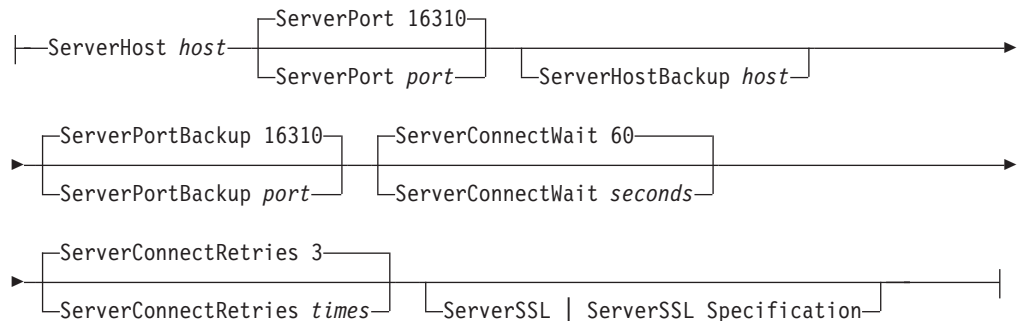 ServerPort 16310
ServerHost host
ServerPort port
ServerHostBackup host
ServerPortBackup 16310
ServerConnectWait 60
ServerPortBackup port
ServerConnectWait seconds
ServerConnectRetries 3
ServerConnectRetries times
ServerSSL | ServerSSL Specification